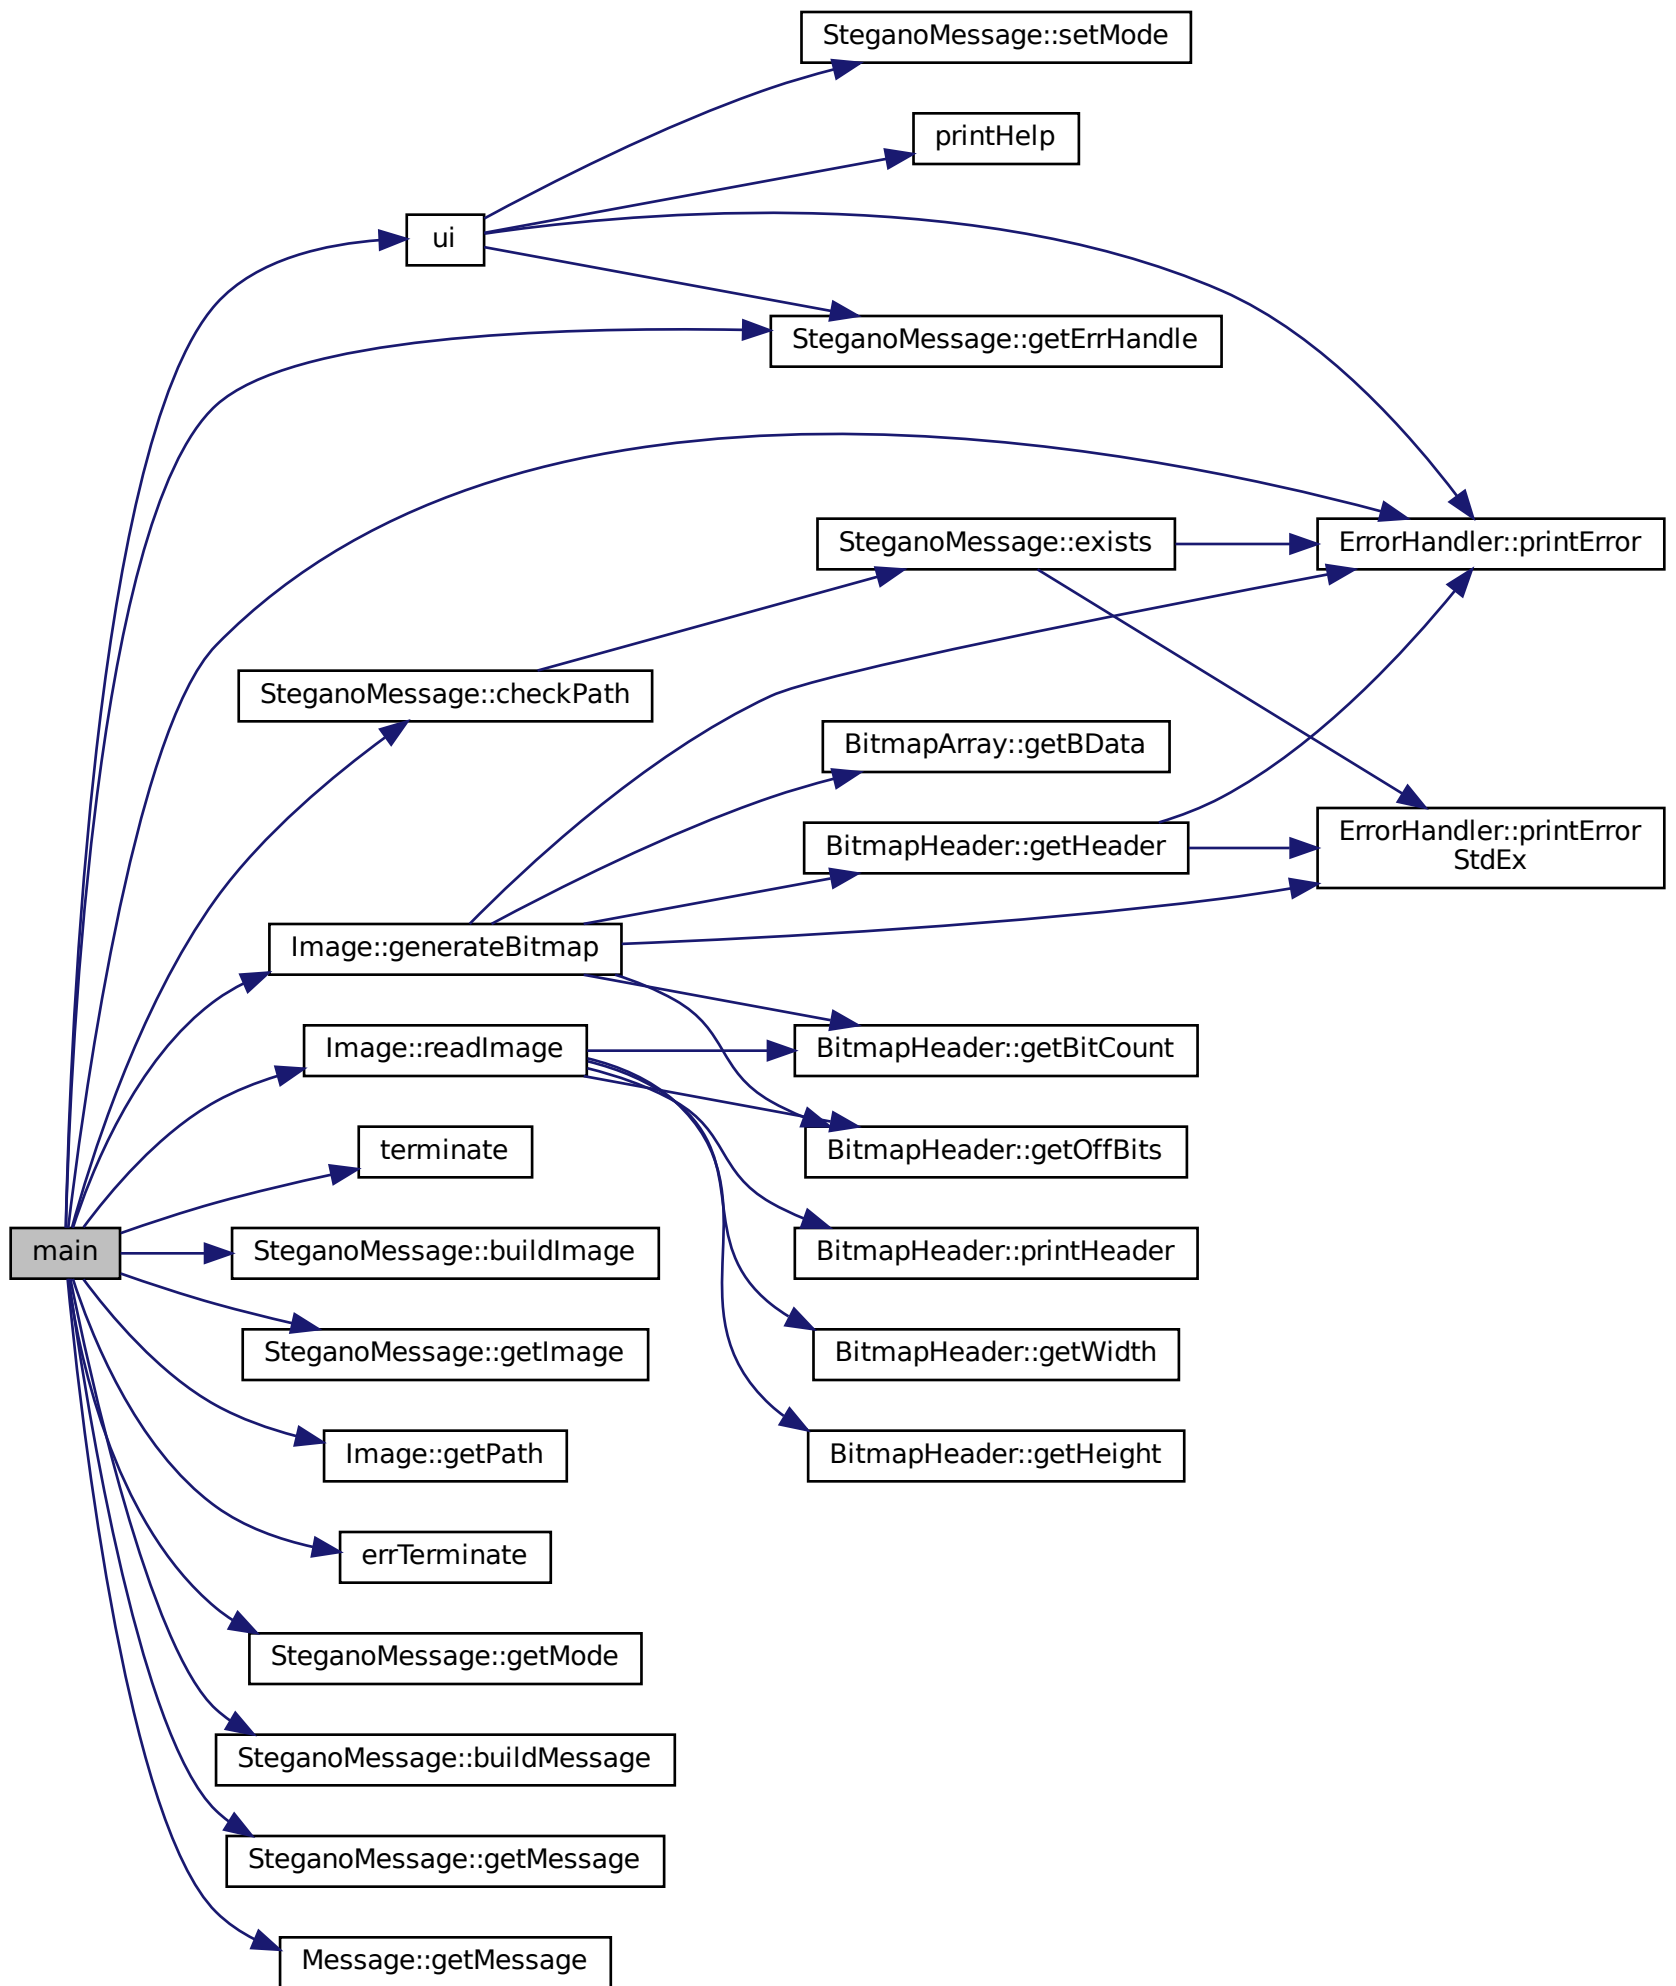 SteganoMessage::setMode
printHelp
ui
SteganoMessage::getErrHandle
SteganoMessage::exists
ErrorHandler::printError
SteganoMessage::checkPath
BitmapArray::getBData
ErrorHandler::printError
StdEx
BitmapHeader::getHeader
Image::generateBitmap
Image::readImage
BitmapHeader::getBitCount
terminate
BitmapHeader::getOffBits
main
SteganoMessage::buildImage
BitmapHeader::printHeader
SteganoMessage::getImage
BitmapHeader::getWidth
Image::getPath
BitmapHeader::getHeight
errTerminate
SteganoMessage::getMode
SteganoMessage::buildMessage
SteganoMessage::getMessage
Message::getMessage